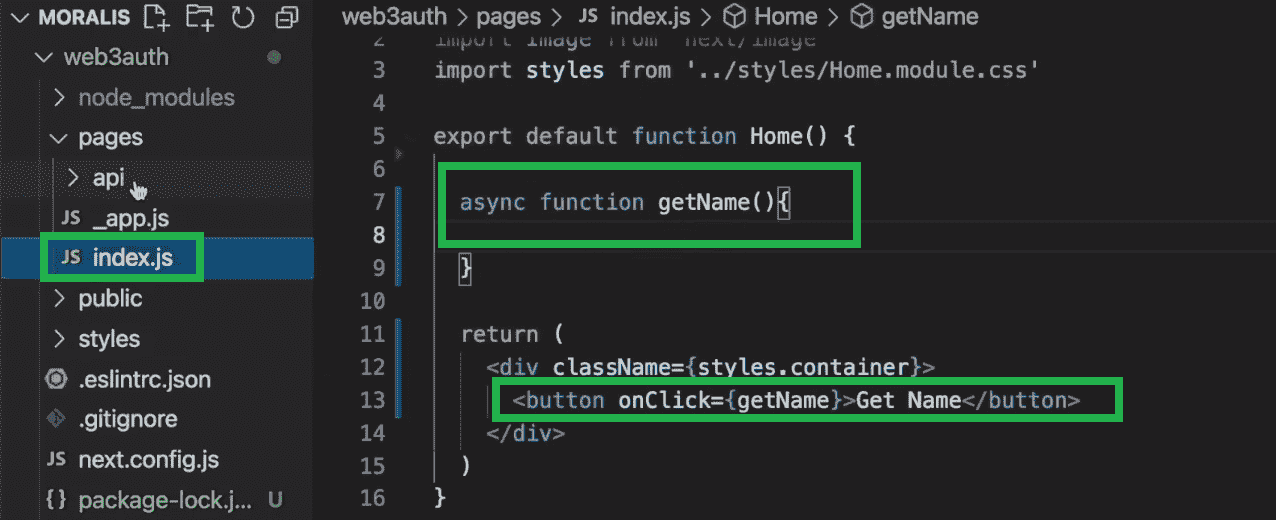 MORALIS
web3auth
node_modules
pages
api
JS _app.js
JS index.js
public
styles
.eslintrc.json
.gitignore
JS next.config.js
{} package-lock.j... U
web3auth > pages > JS index.js > Home > getName
2 import Image from 'next/image'
3 import styles from '../styles/Home.module.css'
4
5 export default function Home() {
6
7 async function getName(){
8
9 }
10
11 return (
12 <div className={styles.container}>
13 <button onClick={getName}>Get Name</button>
14 </div>
15 )
16 }